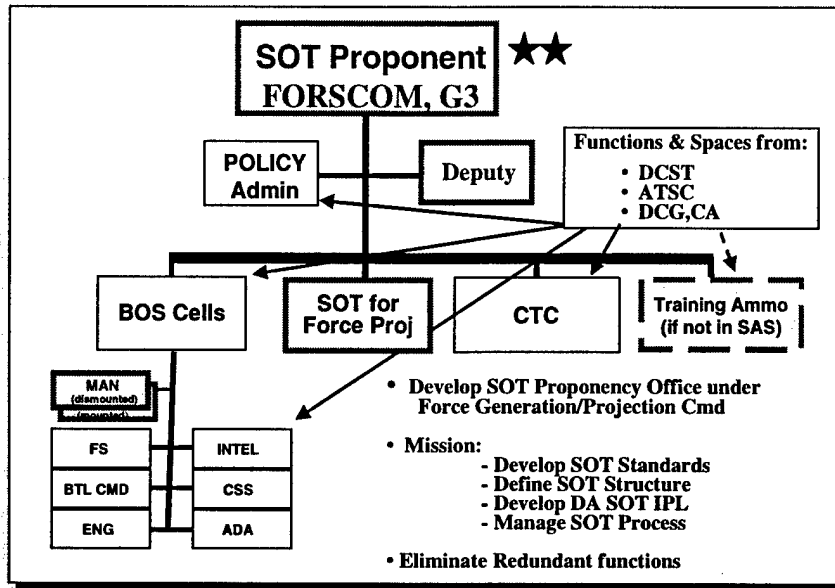 SOT Proponent
FORSCOM, G3
POLICY
Admin
Deputy
Functions & Spaces from:
• DCST
• ATSC
• DCG,CA
BOS Cells
SOT for
Force Proj
CTC
Training Ammo
(if not in SAS)
MAN
(dismounted)
(mounted)
FS
INTEL
BTL CMD
CSS
ENG
ADA
• Develop SOT Proponency Office under
Force Generation/Projection Cmd
• Mission:
- Develop SOT Standards
- Define SOT Structure
- Develop DA SOT IPL
- Manage SOT Process
• Eliminate Redundant functions